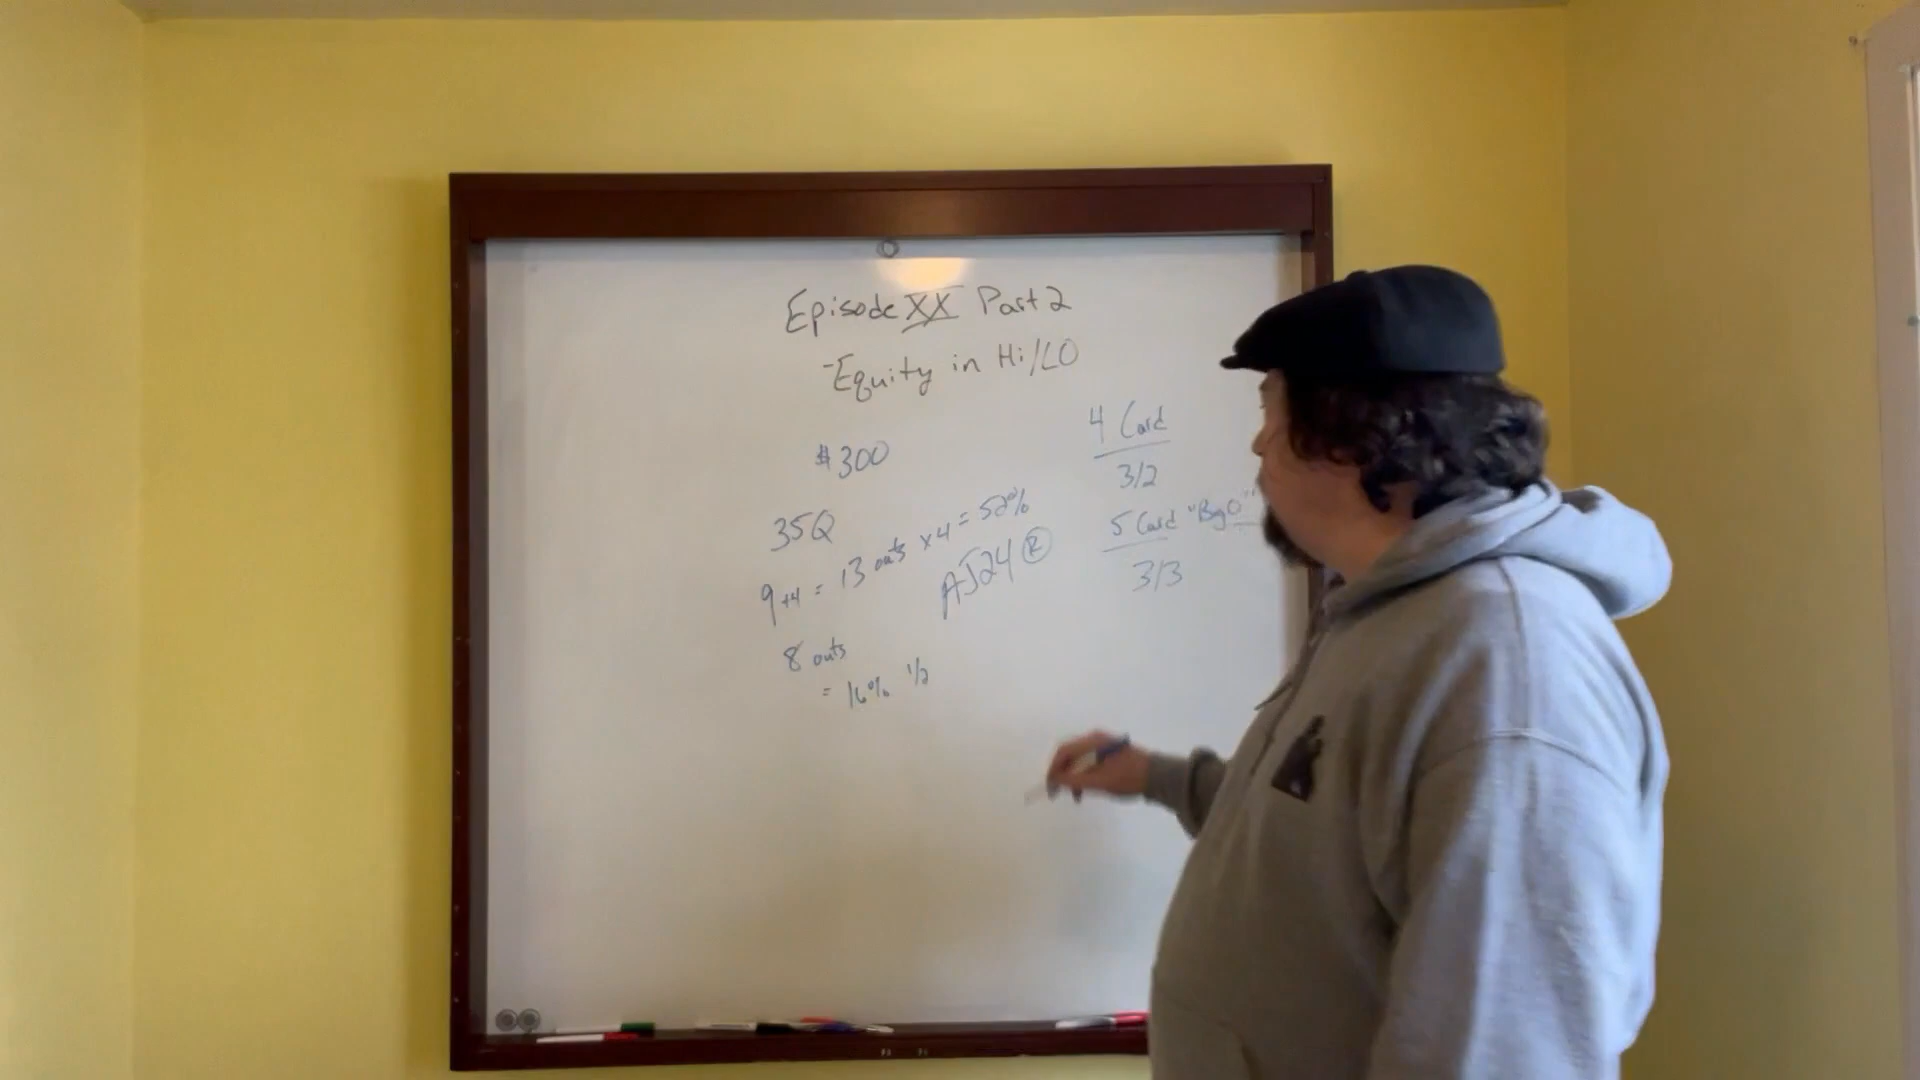 Episode XX Part 2
-Equity in Hi/LO
$300
35Q
9+4 = 13 outs x4 = 52%
AJ24 Ⓡ
8 outs
= 16% 1/2
4 Card
3/2
5 Card "Big O"
3/3